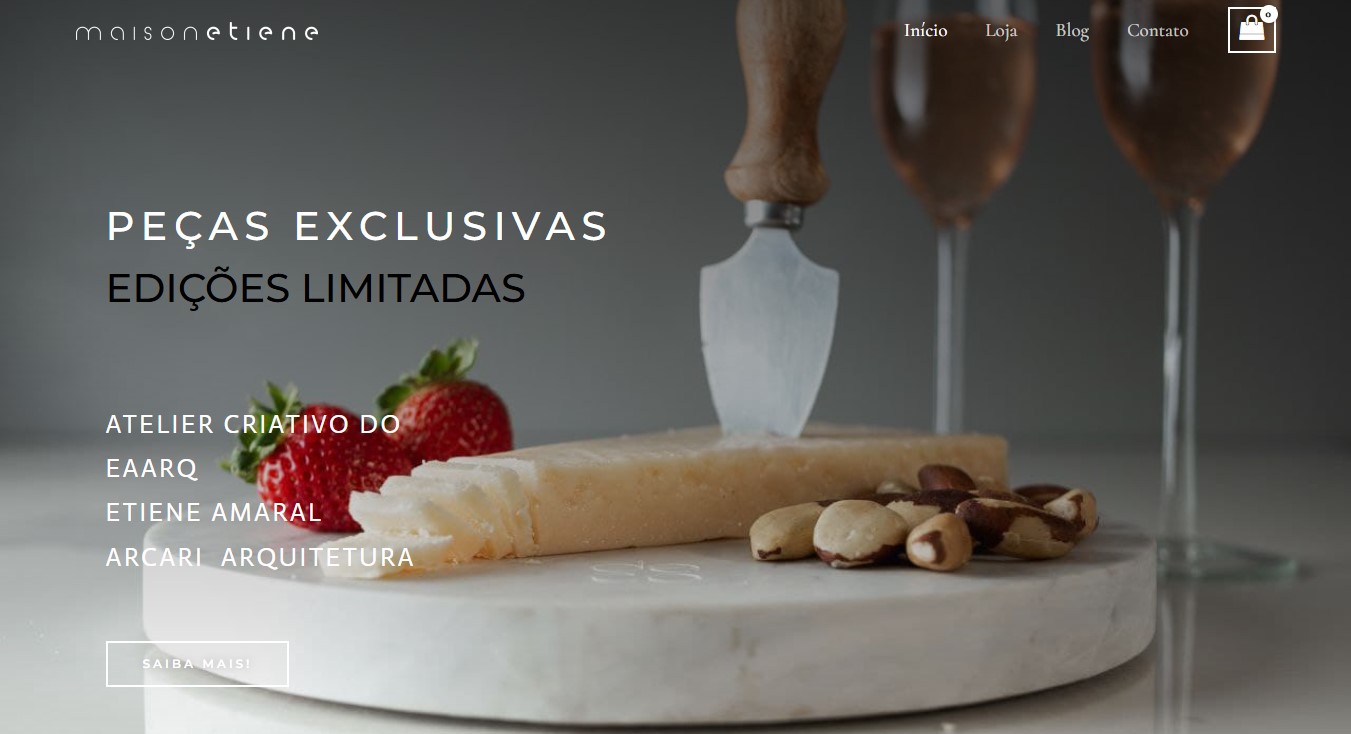 maisonetiene
Início Loja Blog Contato
0
PEÇAS EXCLUSIVAS
EDIÇÕES LIMITADAS
ATELIER CRIATIVO DO
EAARQ
ETIENE AMARAL
ARCARI ARQUITETURA
SAIBA MAIS!